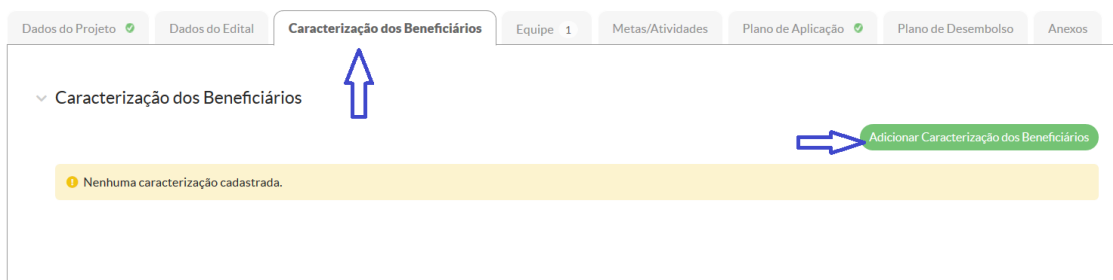 Dados do Projeto Dados do Edital Caracterização dos Beneficiários Equipe 1 Metas/Atividades Plano de Aplicação Plano de Desembolso Anexos
Caracterização dos Beneficiários
Adicionar Caracterização dos Beneficiários
Nenhuma caracterização cadastrada.